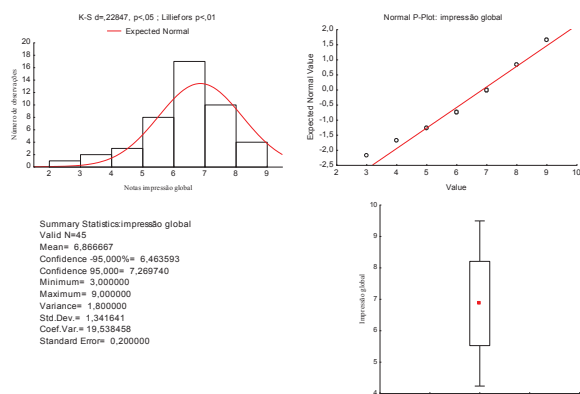 K-S d=,22847, p<,05 ; Lilliefors p<,01
Expected Normal
Número de observações
20
18
16
14
12
10
8
6
4
2
0
2 3 4 5 6 7 8 9
Notas impressão global
Normal P-Plot: impressão global
Expected Normal Value
2,0
1,5
1,0
0,5
0,0
-0,5
-1,0
-1,5
-2,0
-2,5
2 3 4 5 6 7 8 9 10
Value
Summary Statistics:impressão global
Valid N=45
Mean= 6,866667
Confidence -95,000%= 6,463593
Confidence 95,000= 7,269740
Minimum= 3,000000
Maximum= 9,000000
Variance= 1,800000
Std.Dev.= 1,341641
Coef.Var.= 19,538458
Standard Error= 0,200000
Impressão global
10
9
8
7
6
5
4